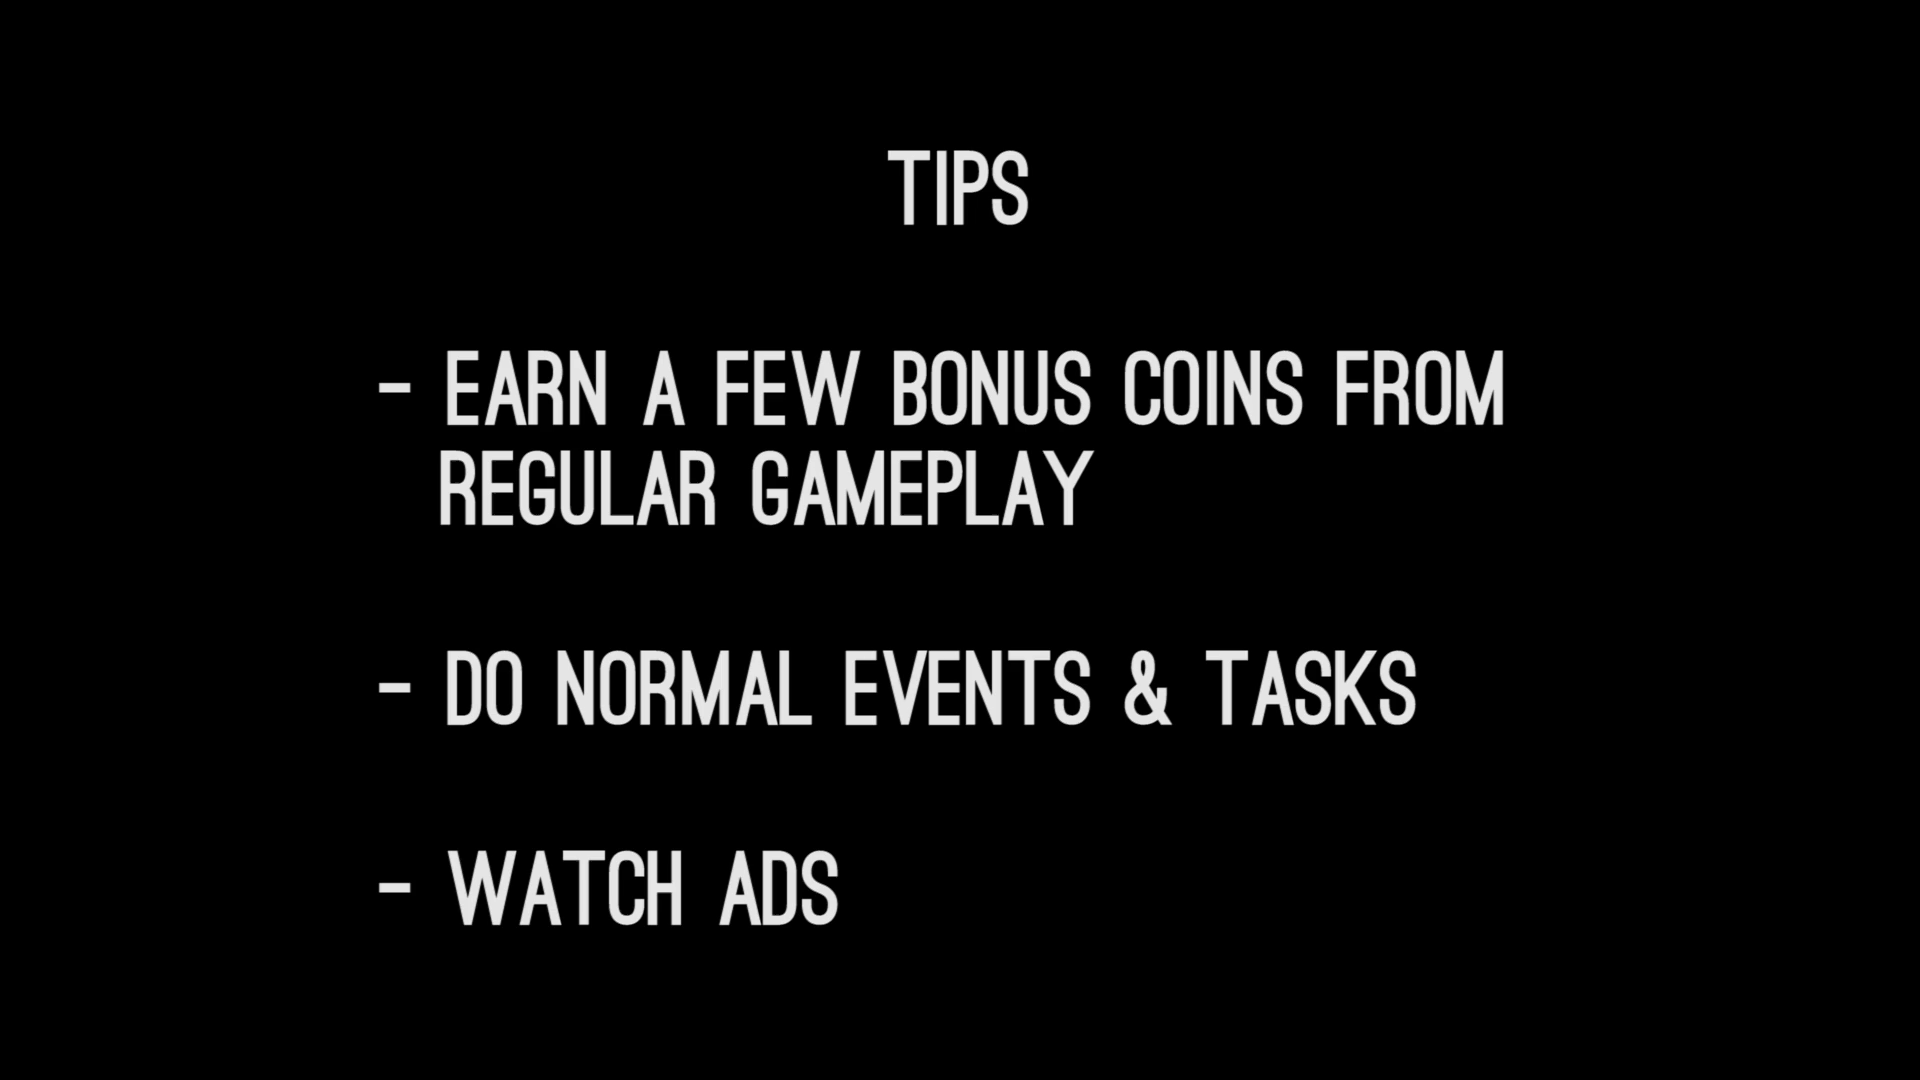 TIPS
- EARN A FEW BONUS COINS FROM
REGULAR GAMEPLAY
- DO NORMAL EVENTS & TASKS
- WATCH ADS